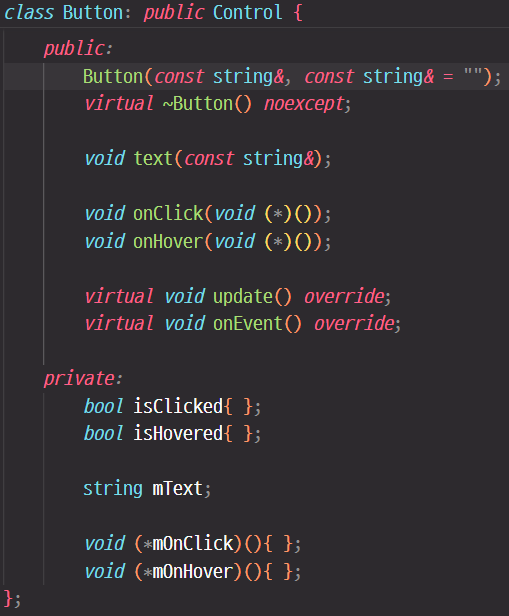 class Button: public Control {
public:
Button(const string&, const string& = "");
virtual ~Button() noexcept;
void text(const string&);
void onClick(void (*)());
void onHover(void (*)());
virtual void update() override;
virtual void onEvent() override;
private:
bool isClicked{ };
bool isHovered{ };
string mText;
void (*mOnClick)(){ };
void (*mOnHover)(){ };
};